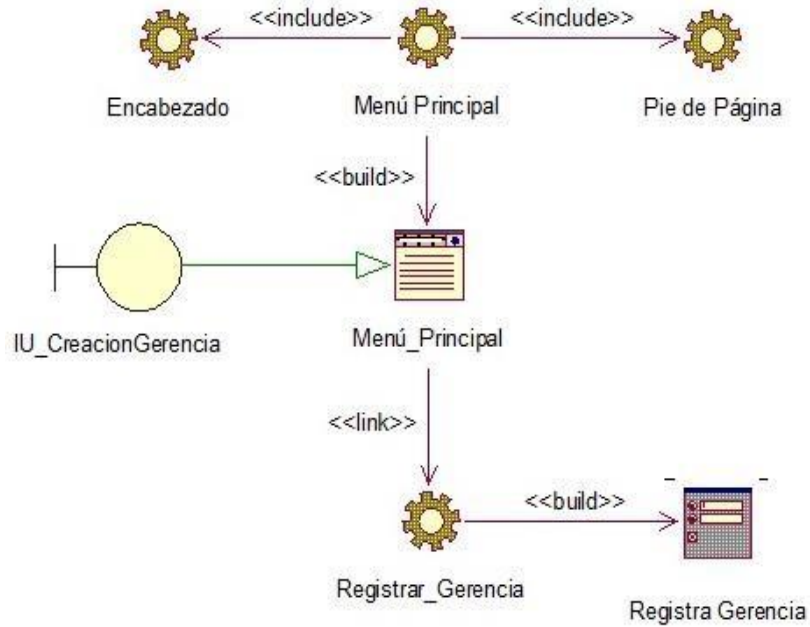 <<include>>
<<include>>
Encabezado
Menú Principal
Pie de Página
<<build>>
IU_CreacionGerencia
Menú_Principal
<<link>>
<<build>>
Registrar_Gerencia
Registra Gerencia